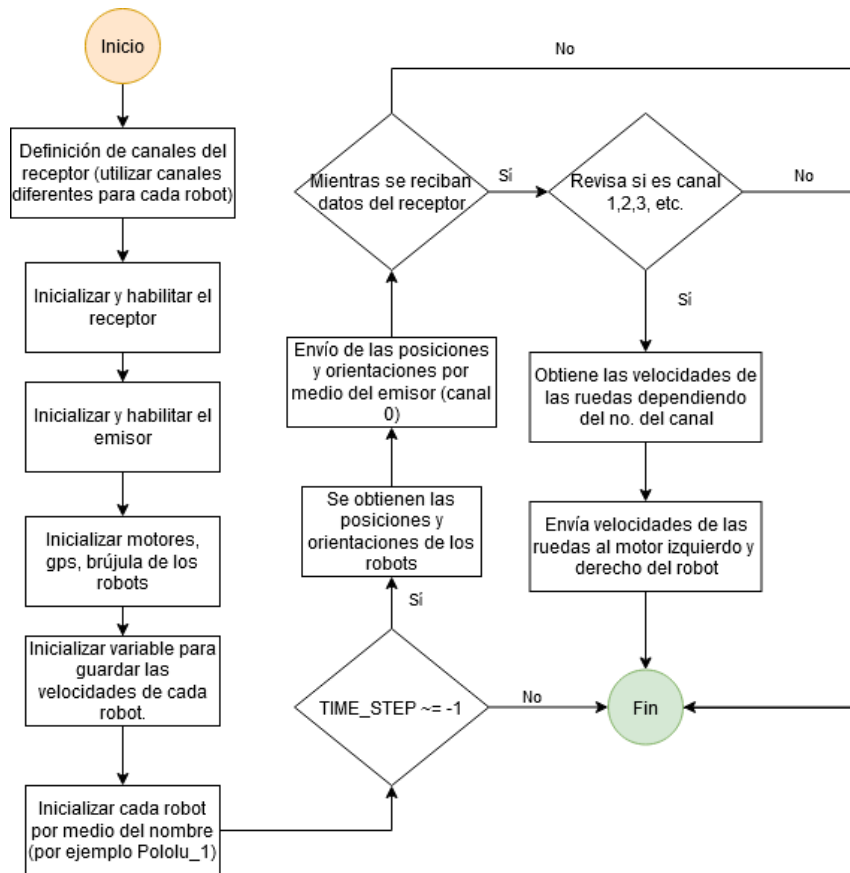 Inicio
Definición de canales del
receptor (utilizar canales
diferentes para cada robot)
Inicializar y habilitar el
receptor
Inicializar y habilitar el
emisor
Inicializar motores,
gps, brújula de los
robots
Inicializar variable para
guardar las
velocidades de cada
robot.
Inicializar cada robot
por medio del nombre
(por ejemplo Pololu_1)
TIME_STEP ~= -1
No
Sí
Se obtienen las
posiciones y
orientaciones de los
robots
Envío de las posiciones
y orientaciones por
medio del emisor (canal
0)
Mientras se reciban
datos del receptor
No
Sí
Revisa si es canal
1,2,3, etc.
No
Sí
Obtiene las velocidades de
las ruedas dependiendo
del no. del canal
Envía velocidades de las
ruedas al motor izquierdo y
derecho del robot
Fin